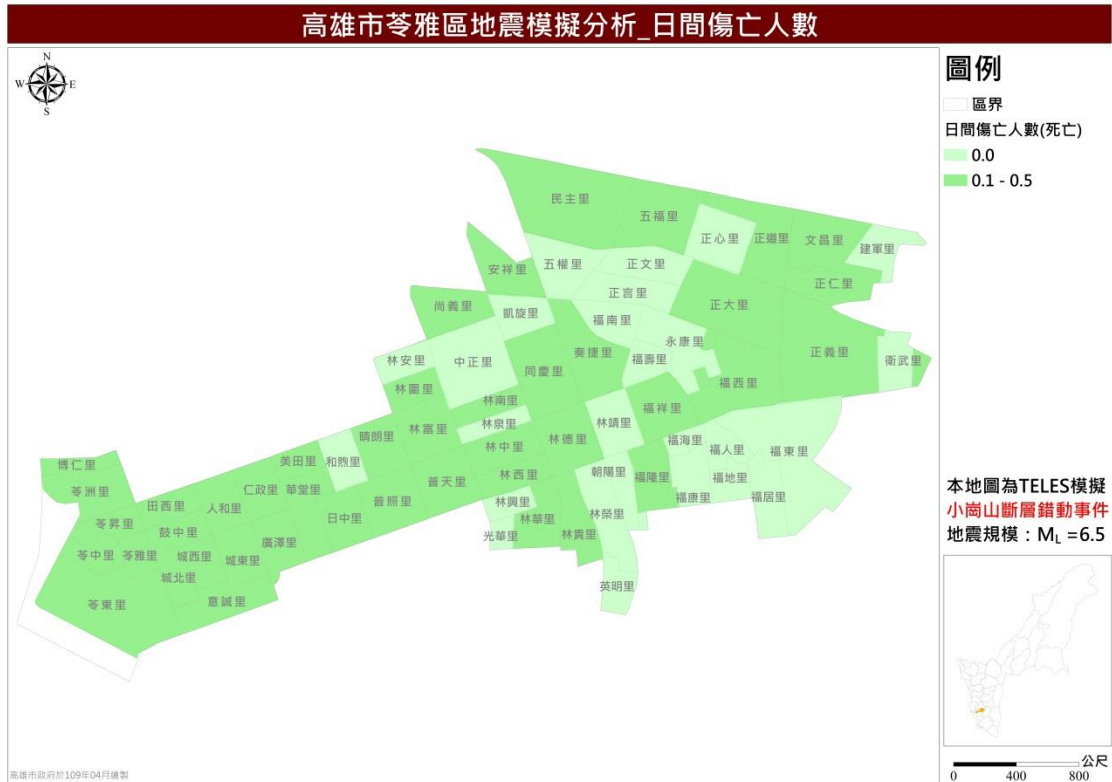 高雄市苓雅區地震模擬分析_日間傷亡人數
N
W
E
S
圖例
區界
日間傷亡人數(死亡)
0.0
0.1 - 0.5
民主里
五福里
正心里
正道里
文昌里
建軍里
五權里
正文里
安祥里
正言里
正仁里
尚義里
凱旋里
福南里
正大里
永康里
林安里
中正里
奏捷里
福壽里
正義里
衛武里
同慶里
福西里
林圍里
林南里
福祥里
林泉里
林靖里
晴朗里
林富里
林中里
林德里
福海里
福人里
福東里
美田里
和煦里
博仁里
朝陽里
林西里
福隆里
福地里
普天里
苓洲里
仁政里
華堂里
福康里
福居里
普照里
林興里
田西里
人和里
日中里
林華里
林榮里
苓昇里
鼓中里
林貴里
光華里
廣澤里
苓中里
苓雅里
城西里
城東里
城北里
英明里
苓東里
意誠里
本地圖為TELES模擬
小崗山斷層錯動事件
地震規模：ML =6.5
公尺
0 400 800
高雄市政府於109年04月繪製